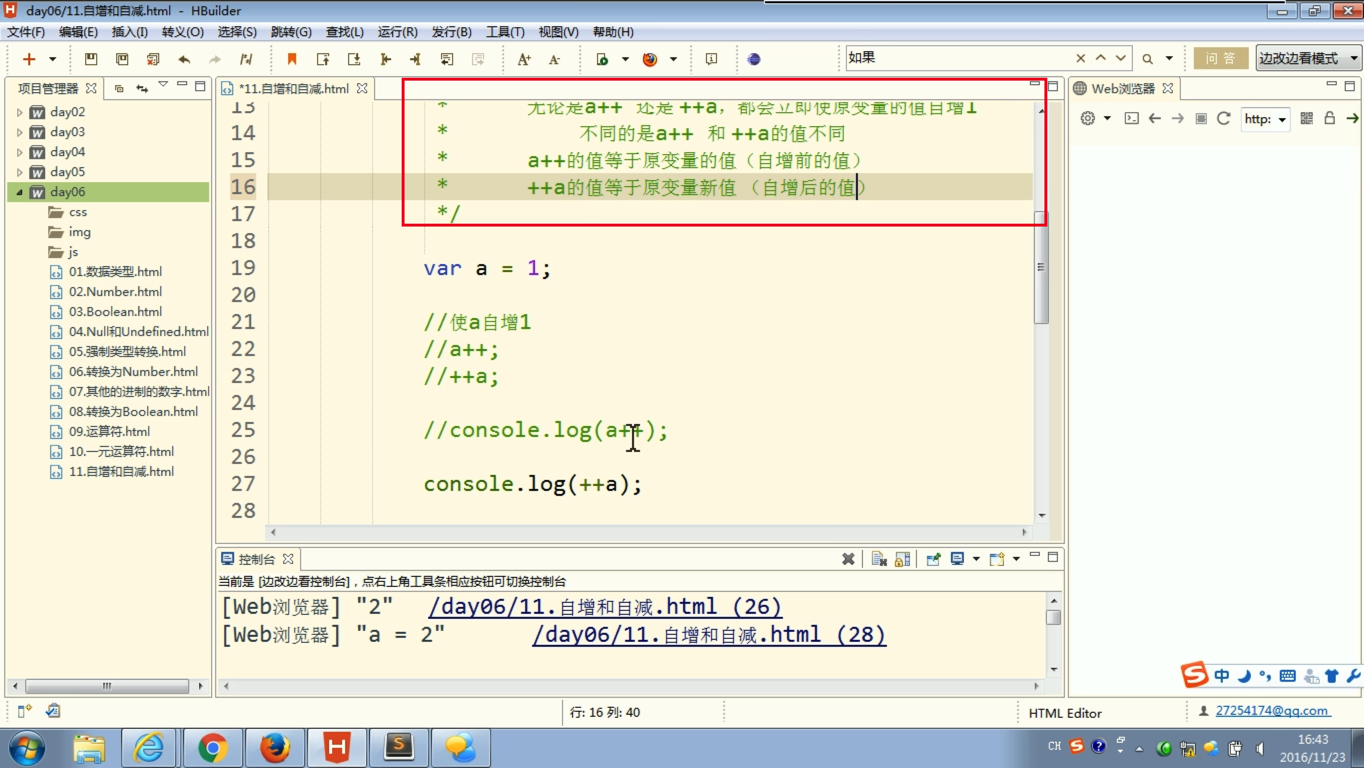 day06/11.自增和自减.html - HBuilder
文件(F) 编辑(E) 插入(I) 转义(O) 选择(S) 跳转(G) 查找(L) 运行(R) 发行(B) 工具(T) 视图(V) 帮助(H)
如果 问答 边改边看模式
项目管理器 *11.自增和自减.html Web浏览器
http:
day02
day03
day04
day05
day06
css
img
js
01.数据类型.html
02.Number.html
03.Boolean.html
04.Null和Undefined.html
05.强制类型转换.html
06.转换为Number.html
07.其他的进制的数字.html
08.转换为Boolean.html
09.运算符.html
10.一元运算符.html
11.自增和自减.html
13 * 无论是a++ 还是 ++a，都会立即使原变量的值自增1
14 * 不同的是a++ 和 ++a的值不同
15 * a++的值等于原变量的值（自增前的值）
16 * ++a的值等于原变量新值 （自增后的值）
17 */
18
19 var a = 1;
20
21 //使a自增1
22 //a++;
23 //++a;
24
25 //console.log(a++);
26
27 console.log(++a);
28
控制台
当前是 [边改边看控制台]，点右上角工具条相应按钮可切换控制台
[Web浏览器] "2" /day06/11.自增和自减.html (26)
[Web浏览器] "a = 2" /day06/11.自增和自减.html (28)
中
行: 16 列: 40 HTML Editor 27254174@qq.com
CH 16:43
2016/11/23